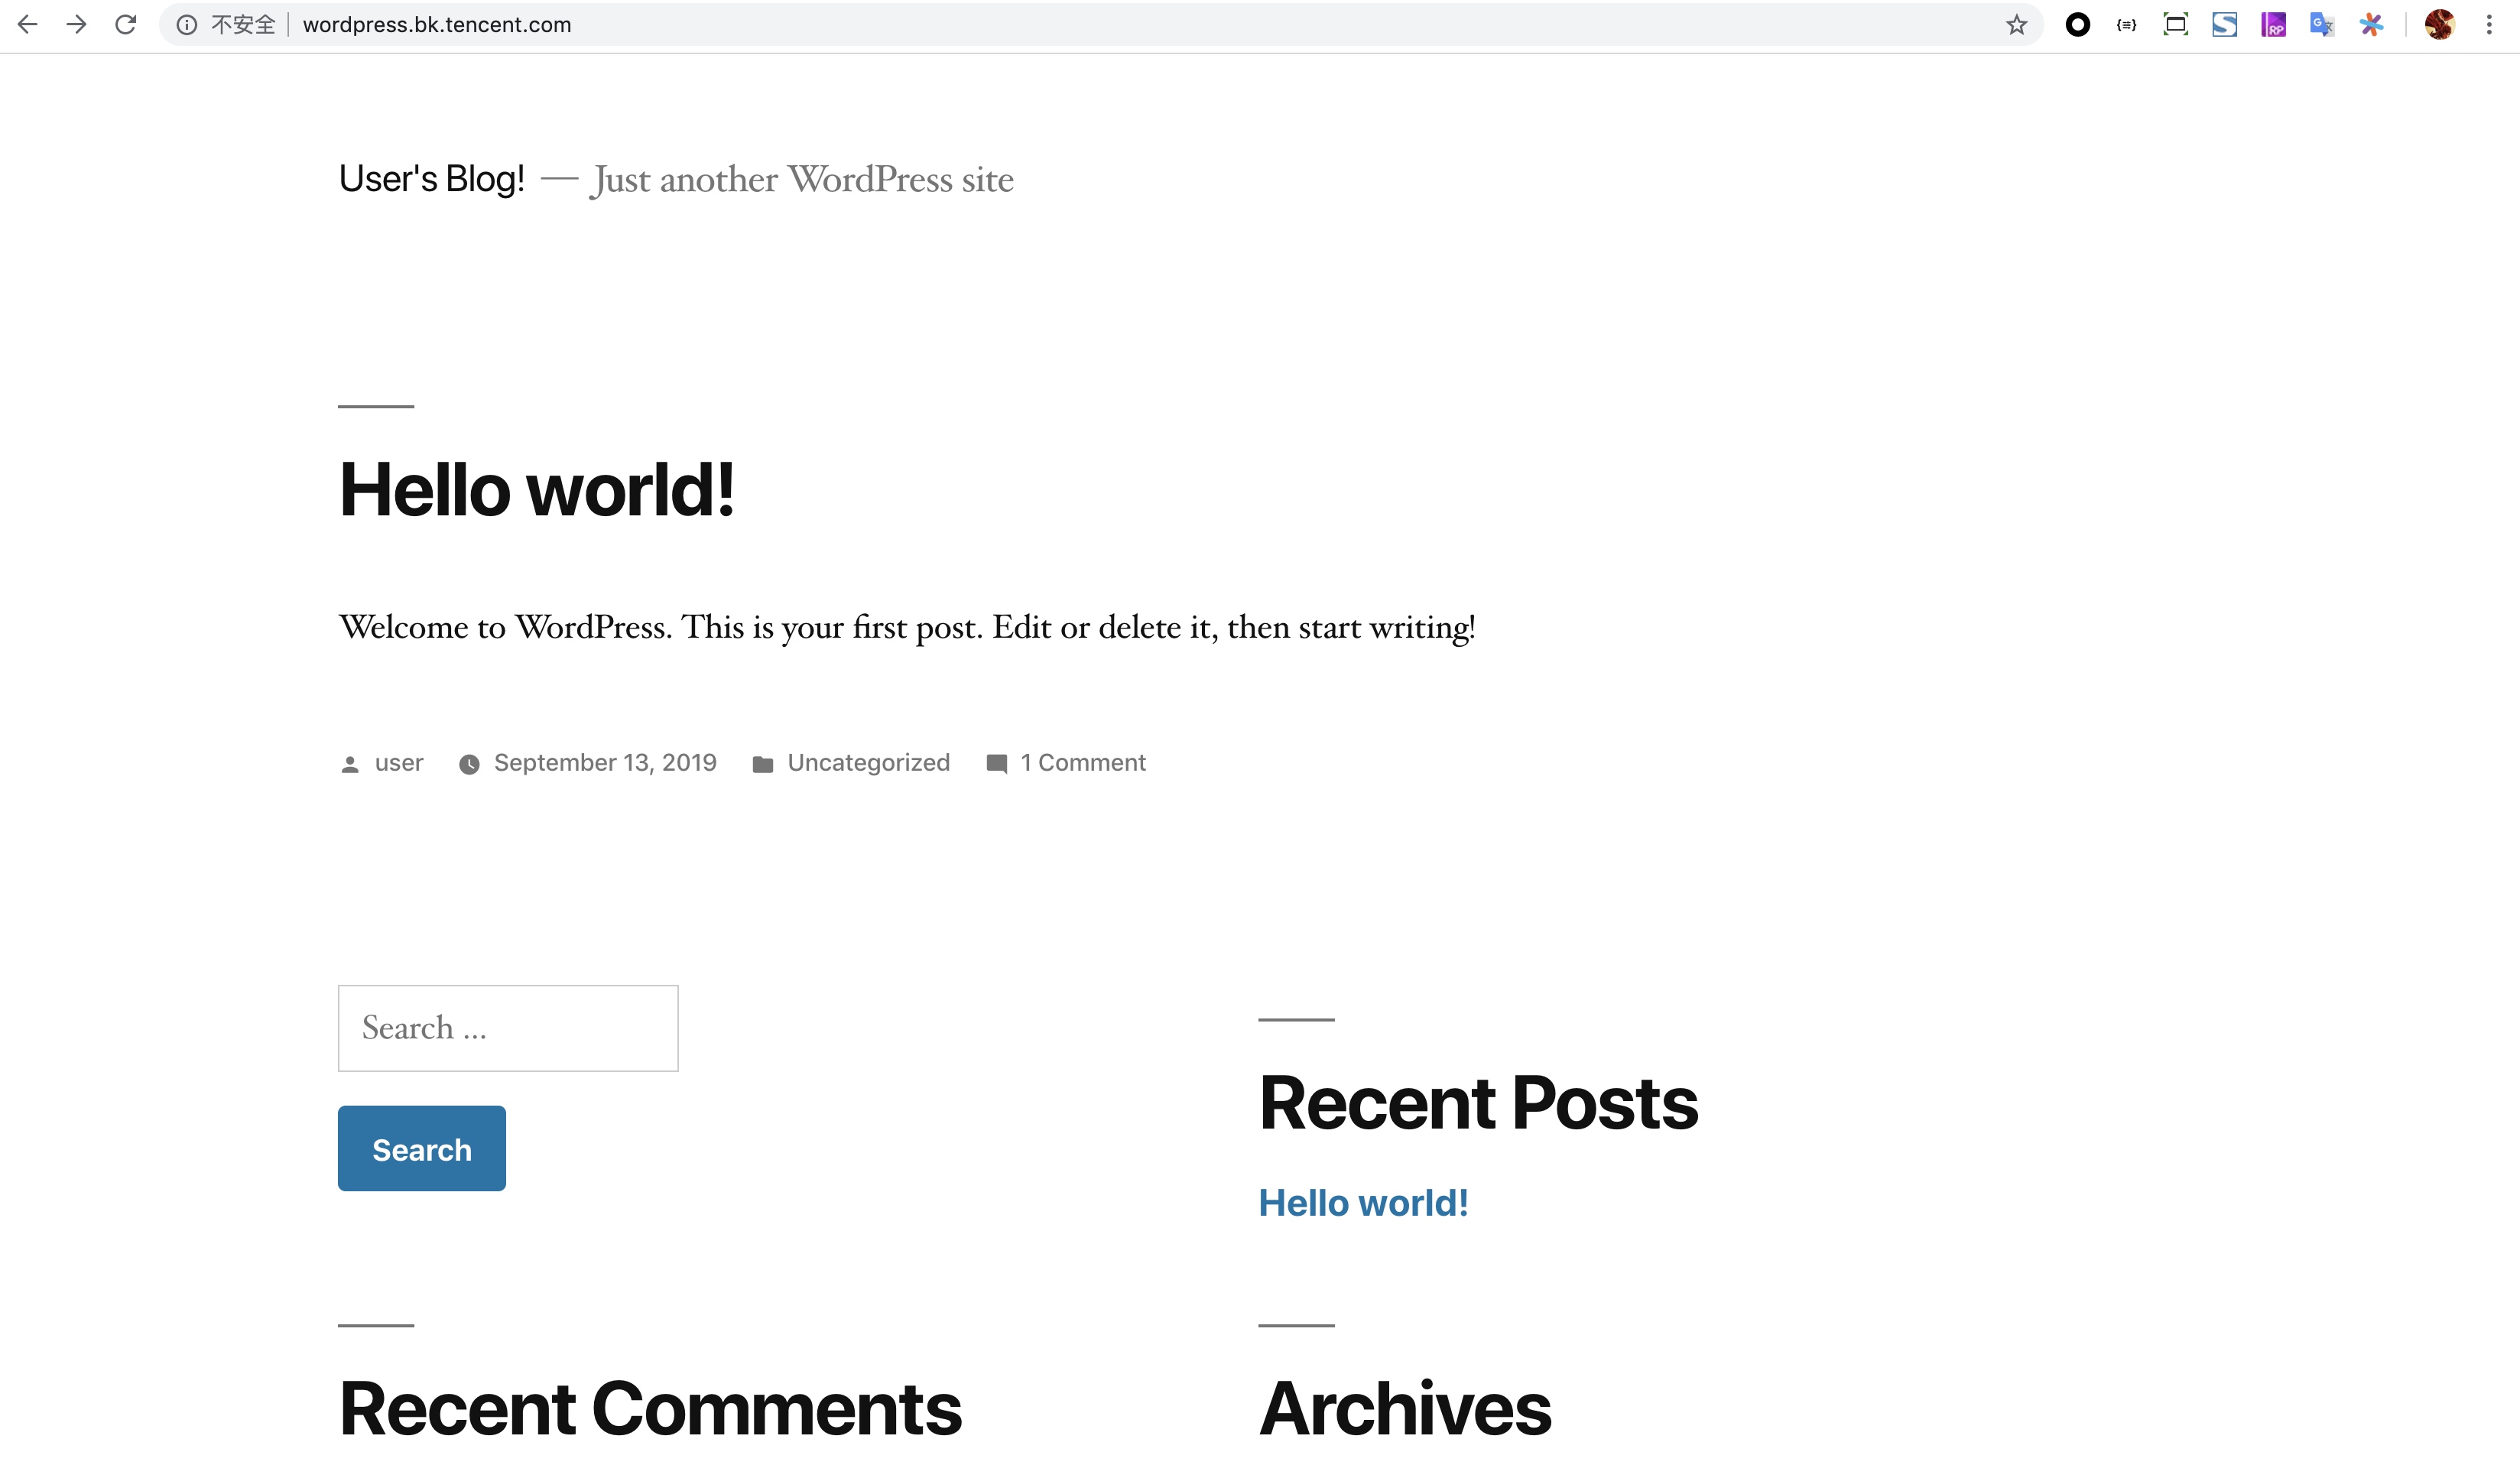 不安全 wordpress.bk.tencent.com
User's Blog! — Just another WordPress site
Hello world!
Welcome to WordPress. This is your first post. Edit or delete it, then start writing!
user September 13, 2019 Uncategorized 1 Comment
Search ...
Search
Recent Posts
Hello world!
Recent Comments
Archives